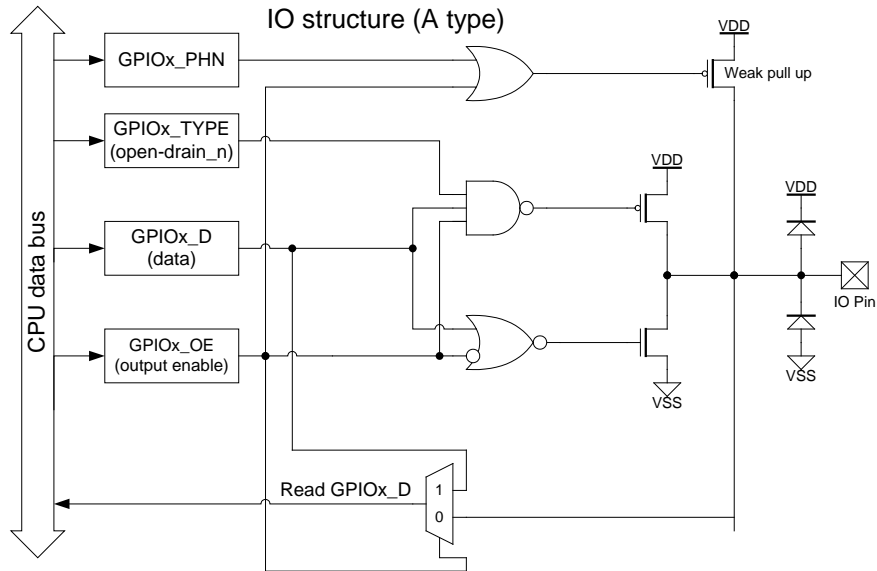 IO structure (A type)
VDD
GPIOx_PHN
Weak pull up
GPIOx_TYPE
(open-drain_n)
VDD
VDD
GPIOx_D
(data)
CPU data bus
IO Pin
GPIOx_OE
(output enable)
VSS
VSS
Read GPIOx_D
1
0